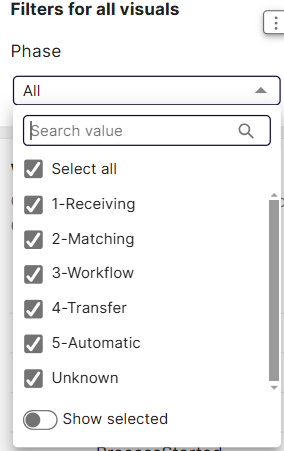 Filters for all visuals
Phase
All
Search value
Select all
1-Receiving
2-Matching
3-Workflow
4-Transfer
5-Automatic
Unknown
Show selected